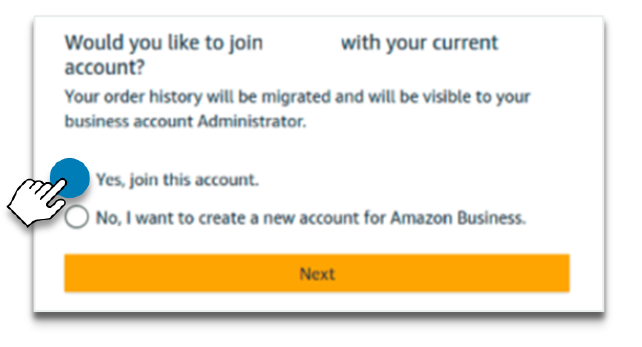 Would you like to join with your current
account?
Your order history will be migrated and will be visible to your
business account Administrator.
Yes, join this account.
No, I want to create a new account for Amazon Business.
Next